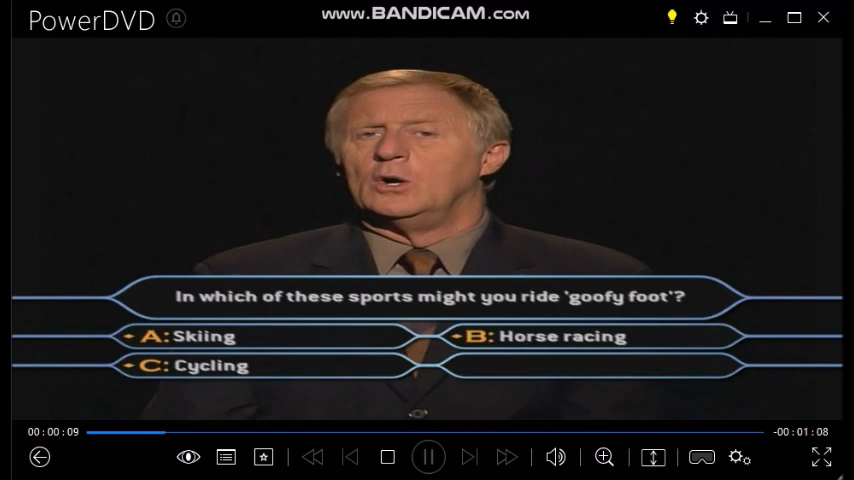 PowerDVD
www.BANDICAM.com
In which of these sports might you ride 'goofy foot'?
A: Skiing
B: Horse racing
C: Cycling
00:00:09
-00:01:08